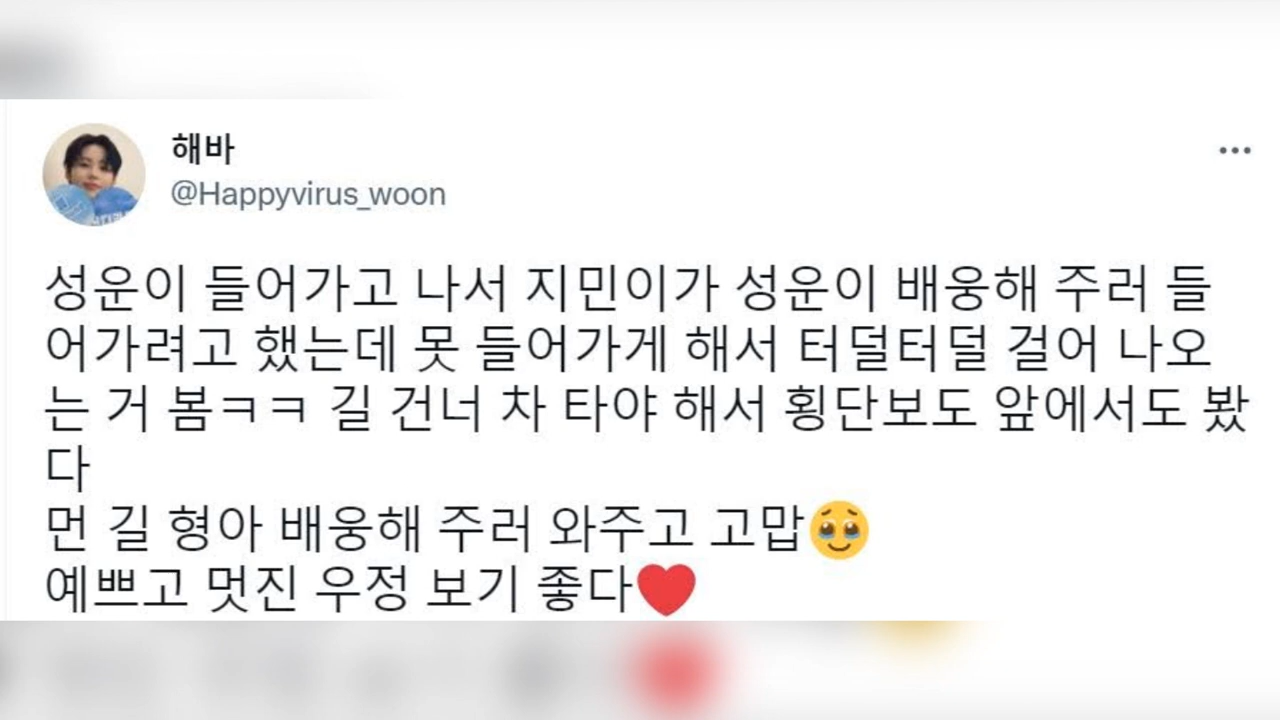 해바
@Happyvirus_woon
성운이 들어가고 나서 지민이가 성운이 배웅해 주러 들
어가려고 했는데 못 들어가게 해서 터덜터덜 걸어 나오
는 거 봄ㅋㅋ 길 건너 차 타야 해서 횡단보도 앞에서도 봤
다
먼 길 형아 배웅해 주러 와주고 고맙🥹
예쁘고 멋진 우정 보기 좋다❤️